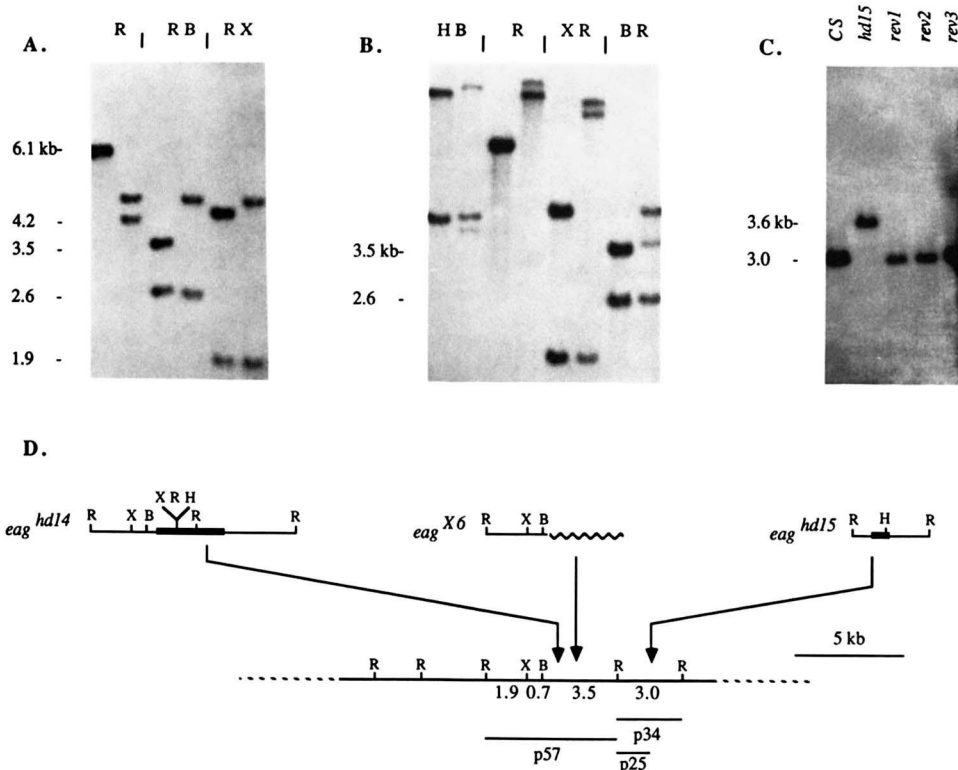 A.
R | R B | R X
6.1 kb-
4.2 -
3.5 -
2.6 -
1.9 -
B.
H B | R | X R | B R
3.5 kb-
2.6 -
C.
CS hd15 rev1 rev2 rev3
3.6 kb-
3.0 -
D.
X R H
R X B R R
eag hd14
R X B
eag X6
R H R
eag hd15
5 kb
R R R X B R R
1.9 0.7 3.5 3.0
p34
p57
p25